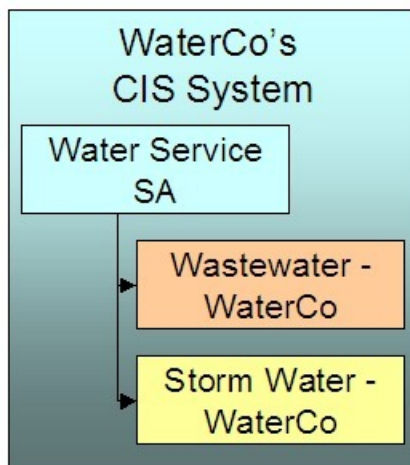 WaterCo's
CIS System
Water Service
SA
Wastewater -
WaterCo
Storm Water -
WaterCo